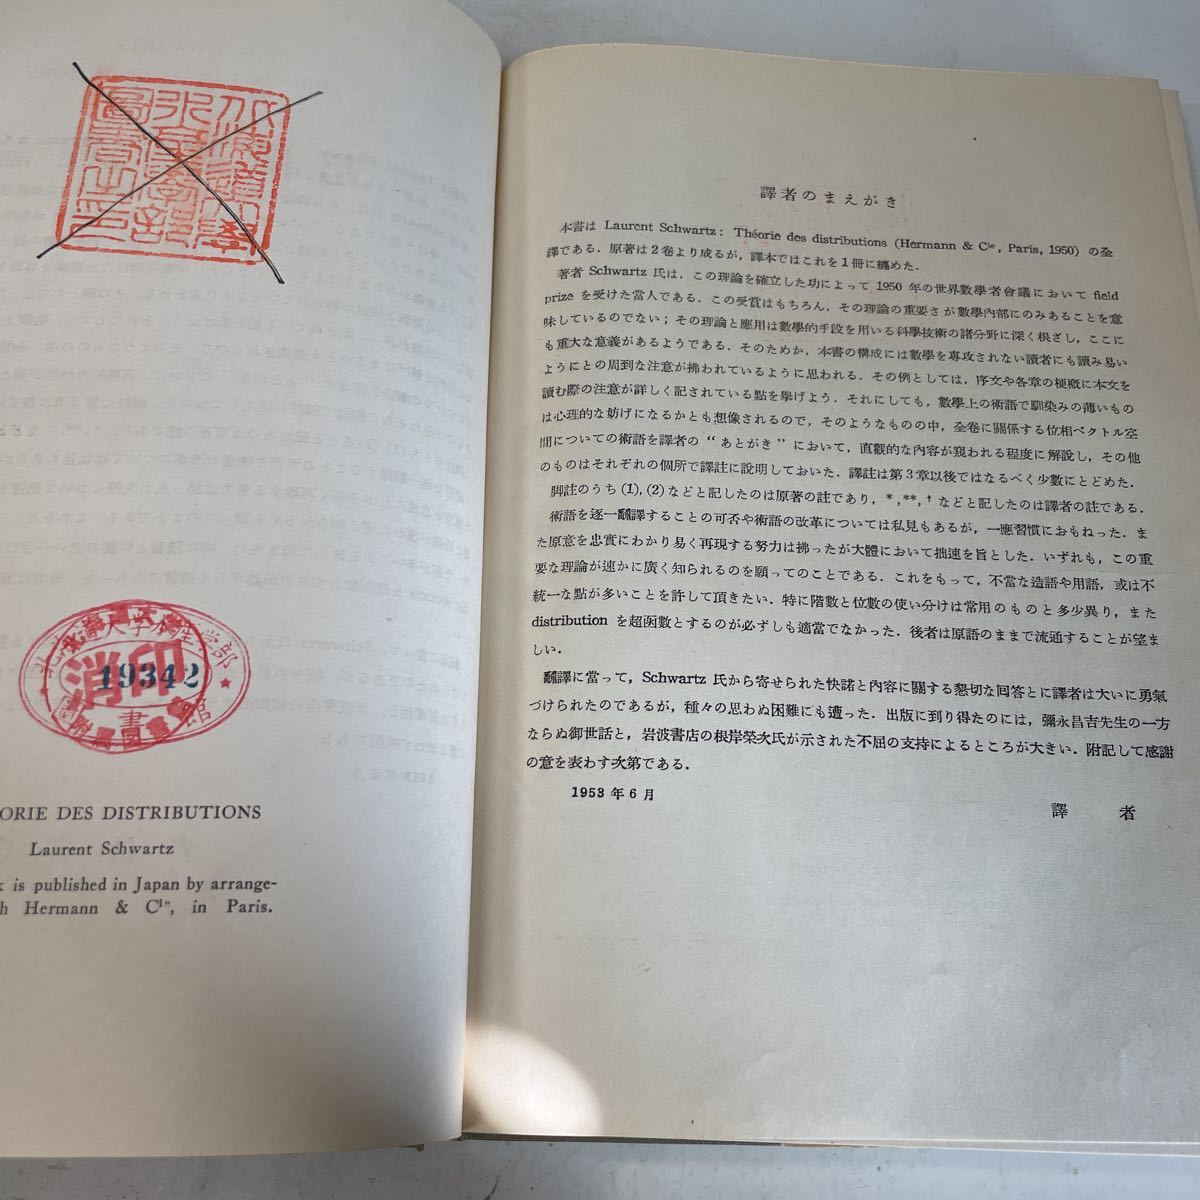 北海道大學
水産學部
圖書之印
北海道大学水産学部
消印
19342
附属図書館
ORIE DES DISTRIBUTIONS
Laurent Schwartz
k is published in Japan by arrange-
h Hermann & Cie, in Paris.
譯者のまえがき
本書は Laurent Schwartz: Théorie des distributions (Hermann & Cie, Paris, 1950) の全
譯である．原著は2卷より成るが，譯本ではこれを1冊に纏めた．
著者 Schwartz 氏は，この理論を確立した功によって 1950 年の世界數學者會議において field
prize を受けた當人である．この受賞はもちろん，その理論の重要さが數學内部にのみあることを意
味しているのでない；その理論と應用は數學的手段を用いる科學技術の諸分野に深く根ざし，ここに
も重大な意義があるようである．そのためか，本書の構成には數學を專攻されない讀者にも讀み易い
ようにとの周到な注意が拂われているように思われる．その例としては，序文や各章の梗槪に本文を
讀む際の注意が詳しく記されている點を擧げよう．それにしても，數學上の術語で馴染みの薄いもの
は心理的な妨げになるかとも想像されるので，そのようなものの中，全卷に關係する位相ベクトル空
間についての術語を譯者の “あとがき” において，直觀的な内容が窺われる程度に解說し，その他
のものはそれぞれの個所で譯註に說明しておいた．譯註は第3章以後ではなるべく少數にとどめた．
脚註のうち (1), (2) などと記したのは原著の註であり，*, **, † などと記したのは譯者の註である．
術語を逐一飜譯することの可否や術語の改革については私見もあるが，一應習慣におもねった．ま
た原意を忠實にわかり易く再現する努力は拂ったが大體において拙速を旨とした．いずれも，この重
要な理論が速かに廣く知られるのを願ってのことである．これをもって，不當な造語や用語，或は不
統一な點が多いことを許して頂きたい．特に階數と位數の使い分けは常用のものと多少異り，また
distribution を超函數とするのが必ずしも適當でなかった．後者は原語のままで流通することが望ま
しい．
飜譯に當って，Schwartz 氏から寄せられた快諾と内容に關する懇切な回答とに譯者は大いに勇氣
づけられたのであるが，種々の思わぬ困難にも遭った．出版に到り得たのには，彌永昌吉先生の一方
ならぬ御世話と，岩波書店の根岸榮次氏が示された不屈の支持によるところが大きい．附記して感謝
の意を表わす次第である．
1953 年 6 月
譯 者